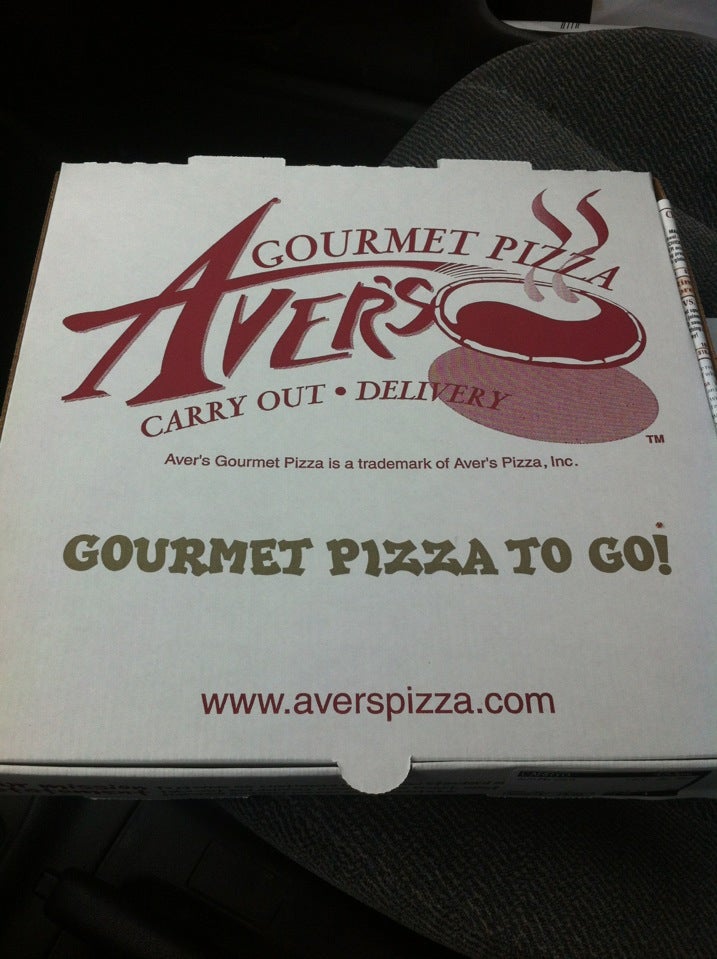 GOURMET PIZZA
AVER'S
CARRY OUT • DELIVERY
TM
Aver's Gourmet Pizza is a trademark of Aver's Pizza, Inc.
GOURMET PIZZA TO GO!
www.averspizza.com
mission